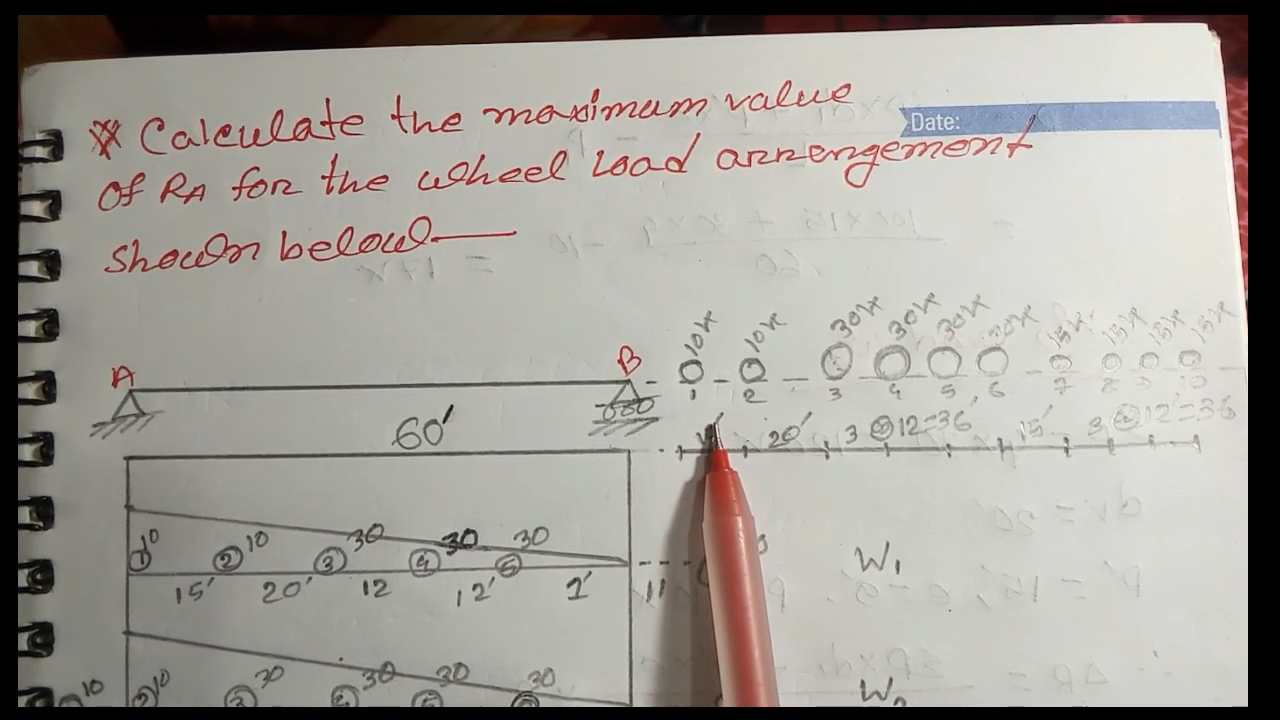 * Calculate the maximum value
Date:
Of RA for the wheel Load arrengement
shown below—
10k 10k 30k 30k 30k 30k 15k 15k 15k 15k
A B
1 2 3 4 5 6 7 8
60' 20' 3 @ 12=36' 15' 3 @ 12'=36
10 10 30 30 30
1 2 3 4 5
15' 20' 12 12' 1' 11
W1
10 10 30 30 30 30
W2